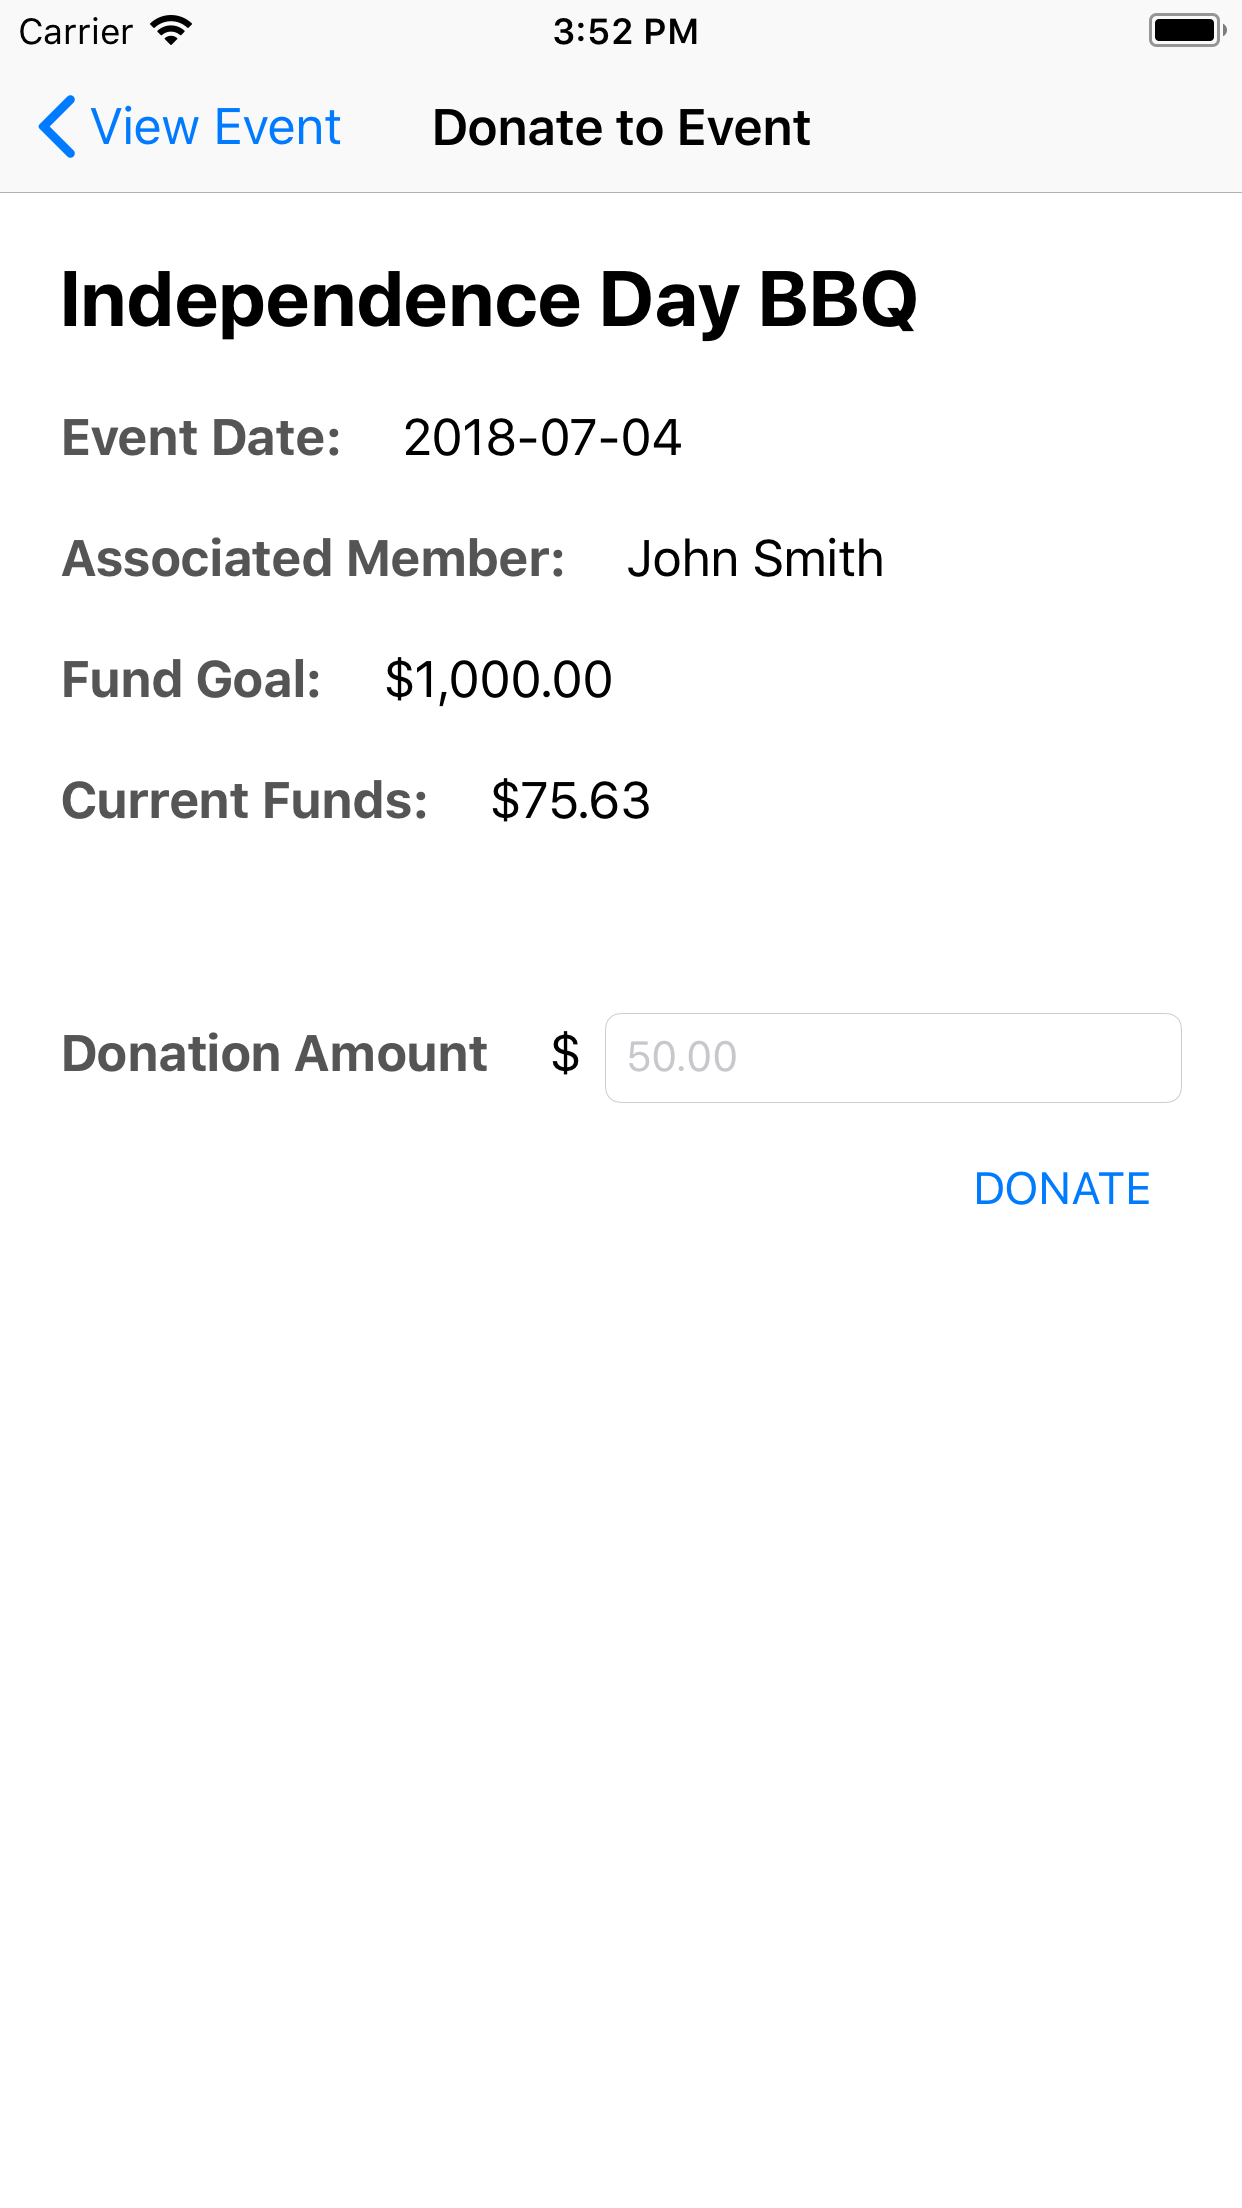 Carrier 3:52 PM
View Event Donate to Event
Independence Day BBQ
Event Date: 2018-07-04
Associated Member: John Smith
Fund Goal: $1,000.00
Current Funds: $75.63
Donation Amount $ 50.00
DONATE